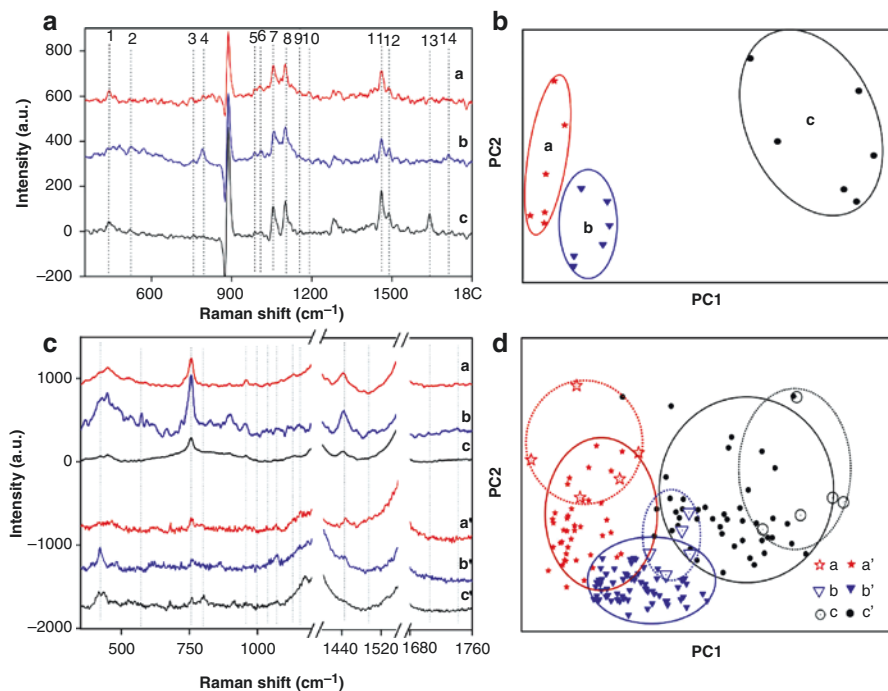 a
1 2 3 4 5 6 7 8 9 10 11 12 13 14
800
600
400
200
0
−200
Intensity (a.u.)
a
b
c
600 900 1200 1500 18C
Raman shift (cm−1)
b
PC2
a
b
c
PC1
c
1000
0
−1000
−2000
Intensity (a.u.)
a
b
c
a'
b'
c'
500 750 1000 1440 1520 1680 1760
Raman shift (cm−1)
d
PC2
a a'
b b'
c c'
PC1